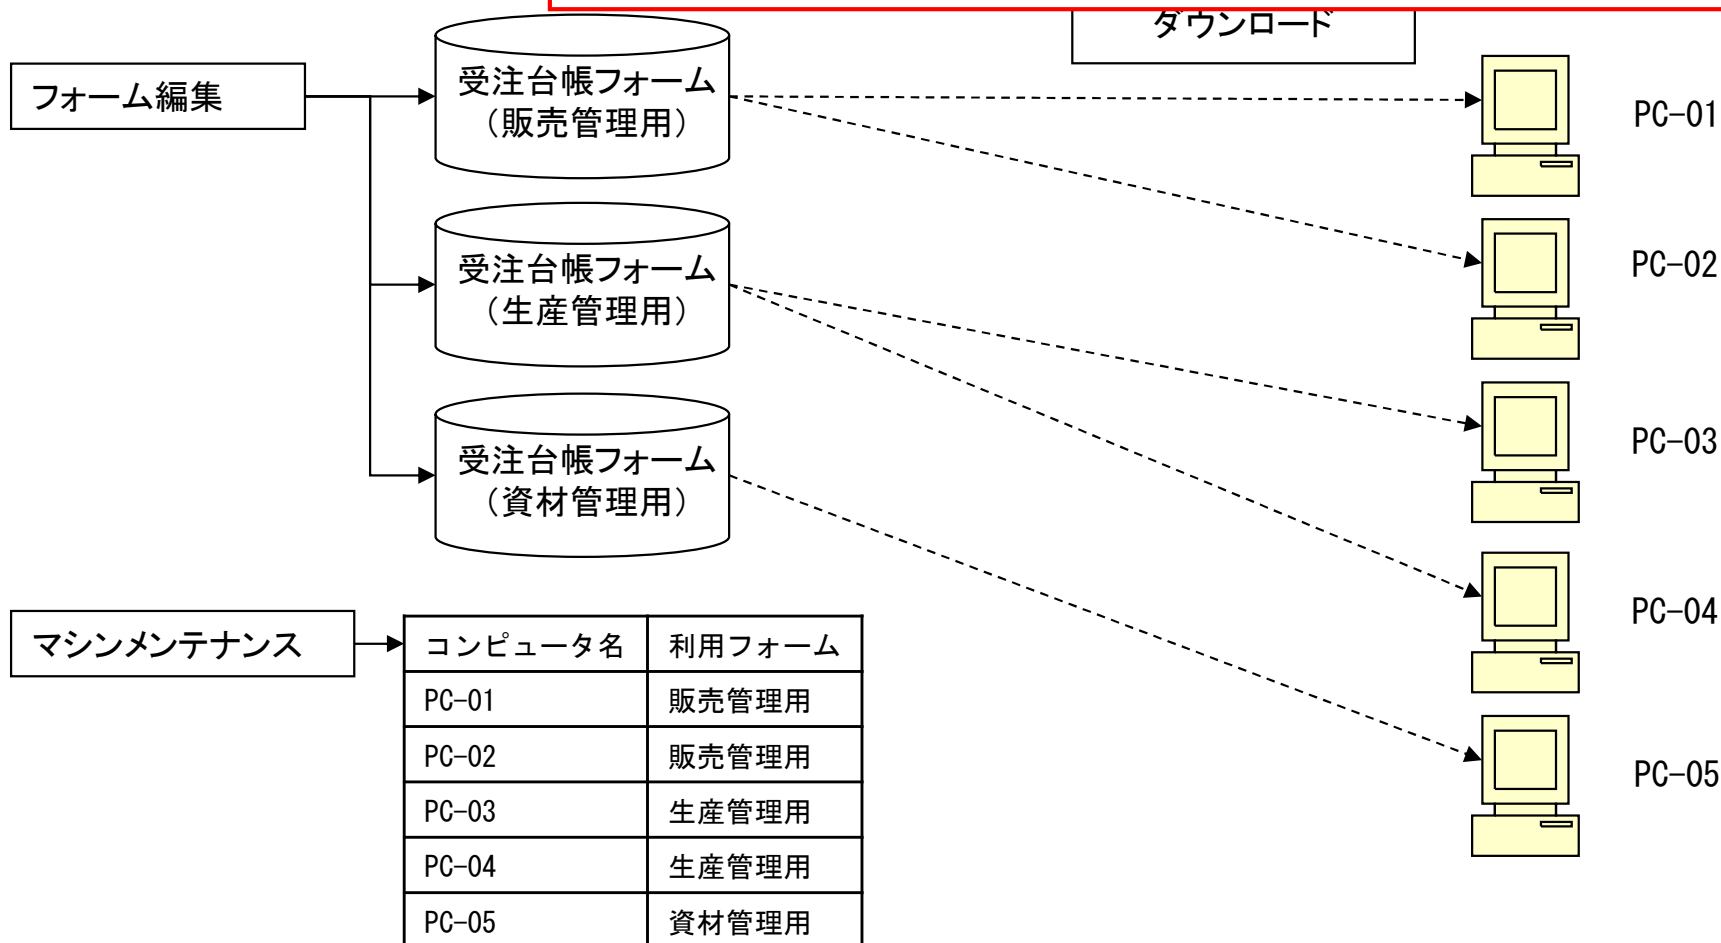 ダウンロード
フォーム編集
受注台帳フォーム
（販売管理用）
PC-01
受注台帳フォーム
（生産管理用）
PC-02
受注台帳フォーム
（資材管理用）
PC-03
PC-04
PC-05
マシンメンテナンス
コンピュータ名 利用フォーム
PC-01 販売管理用
PC-02 販売管理用
PC-03 生産管理用
PC-04 生産管理用
PC-05 資材管理用